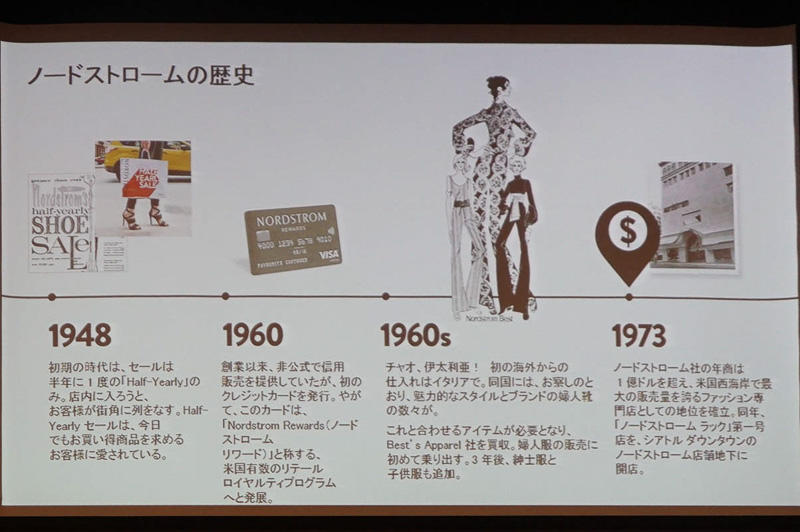 ノードストロームの歴史
Nordstrom's
half-yearly
SHOE
SALE!
HALF
YEARLY
SALE
NORDSTROM
REWARDS
4000 1234 5678 9010
VISA
Nordstrom Best
$
1948
初期の時代は、セールは
半年に1度の「Half-Yearly」の
み。店内に入ろうと、
お客様が街角に列をなす。Half-
Yearly セールは、今日
でもお買い得商品を求める
お客様に愛されている。
1960
創業以来、非公式で信用
販売を提供していたが、初の
クレジットカードを発行。やが
て、このカードは、
「Nordstrom Rewards（ノード
ストローム
リワード）」と称する、
米国有数のリテール
ロイヤルティプログラム
へと発展。
1960s
チャオ、伊太利亜！ 初の海外からの
仕入れはイタリアで。同国には、お察しのと
おり、魅力的なスタイルとブランドの婦人靴
の数々が。
これと合わせるアイテムが必要となり、
Best's Apparel 社を買収。婦人服の販売に
初めて乗り出す。3 年後、紳士服と
子供服も追加。
1973
ノードストローム社の年商は
1 億ドルを超え、米国西海岸で最
大の販売量を誇るファッション専
門店としての地位を確立。同年、
「ノードストローム ラック」第一号
店を、シアトル ダウンタウンの
ノードストローム店舗地下に
開店。